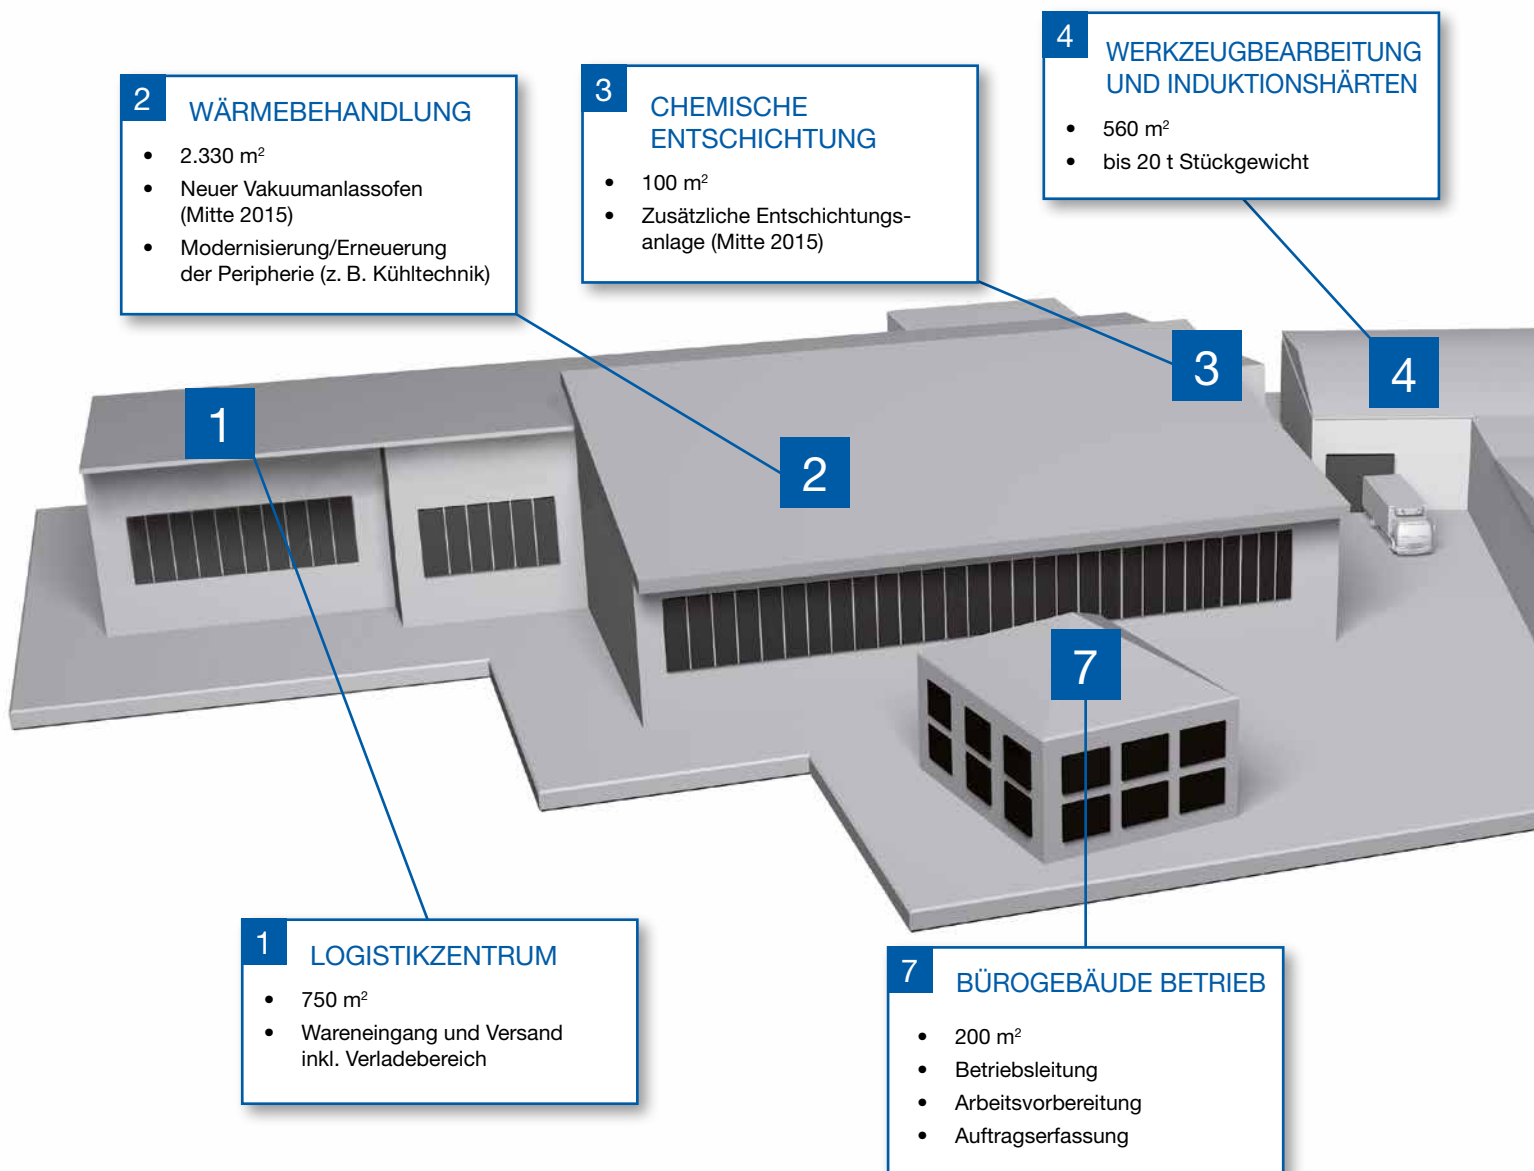 2
WÄRMEBEHANDLUNG
• 2.330 m²
• Neuer Vakuumanlassofen
(Mitte 2015)
• Modernisierung/Erneuerung
der Peripherie (z. B. Kühltechnik)
3
CHEMISCHE
ENTSCHICHTUNG
• 100 m²
• Zusätzliche Entschichtungs-
anlage (Mitte 2015)
4
WERKZEUGBEARBEITUNG
UND INDUKTIONSHÄRTEN
• 560 m²
• bis 20 t Stückgewicht
1
2
3
4
7
1
LOGISTIKZENTRUM
• 750 m²
• Wareneingang und Versand
inkl. Verladebereich
7
BÜROGEBÄUDE BETRIEB
• 200 m²
• Betriebsleitung
• Arbeitsvorbereitung
• Auftragserfassung